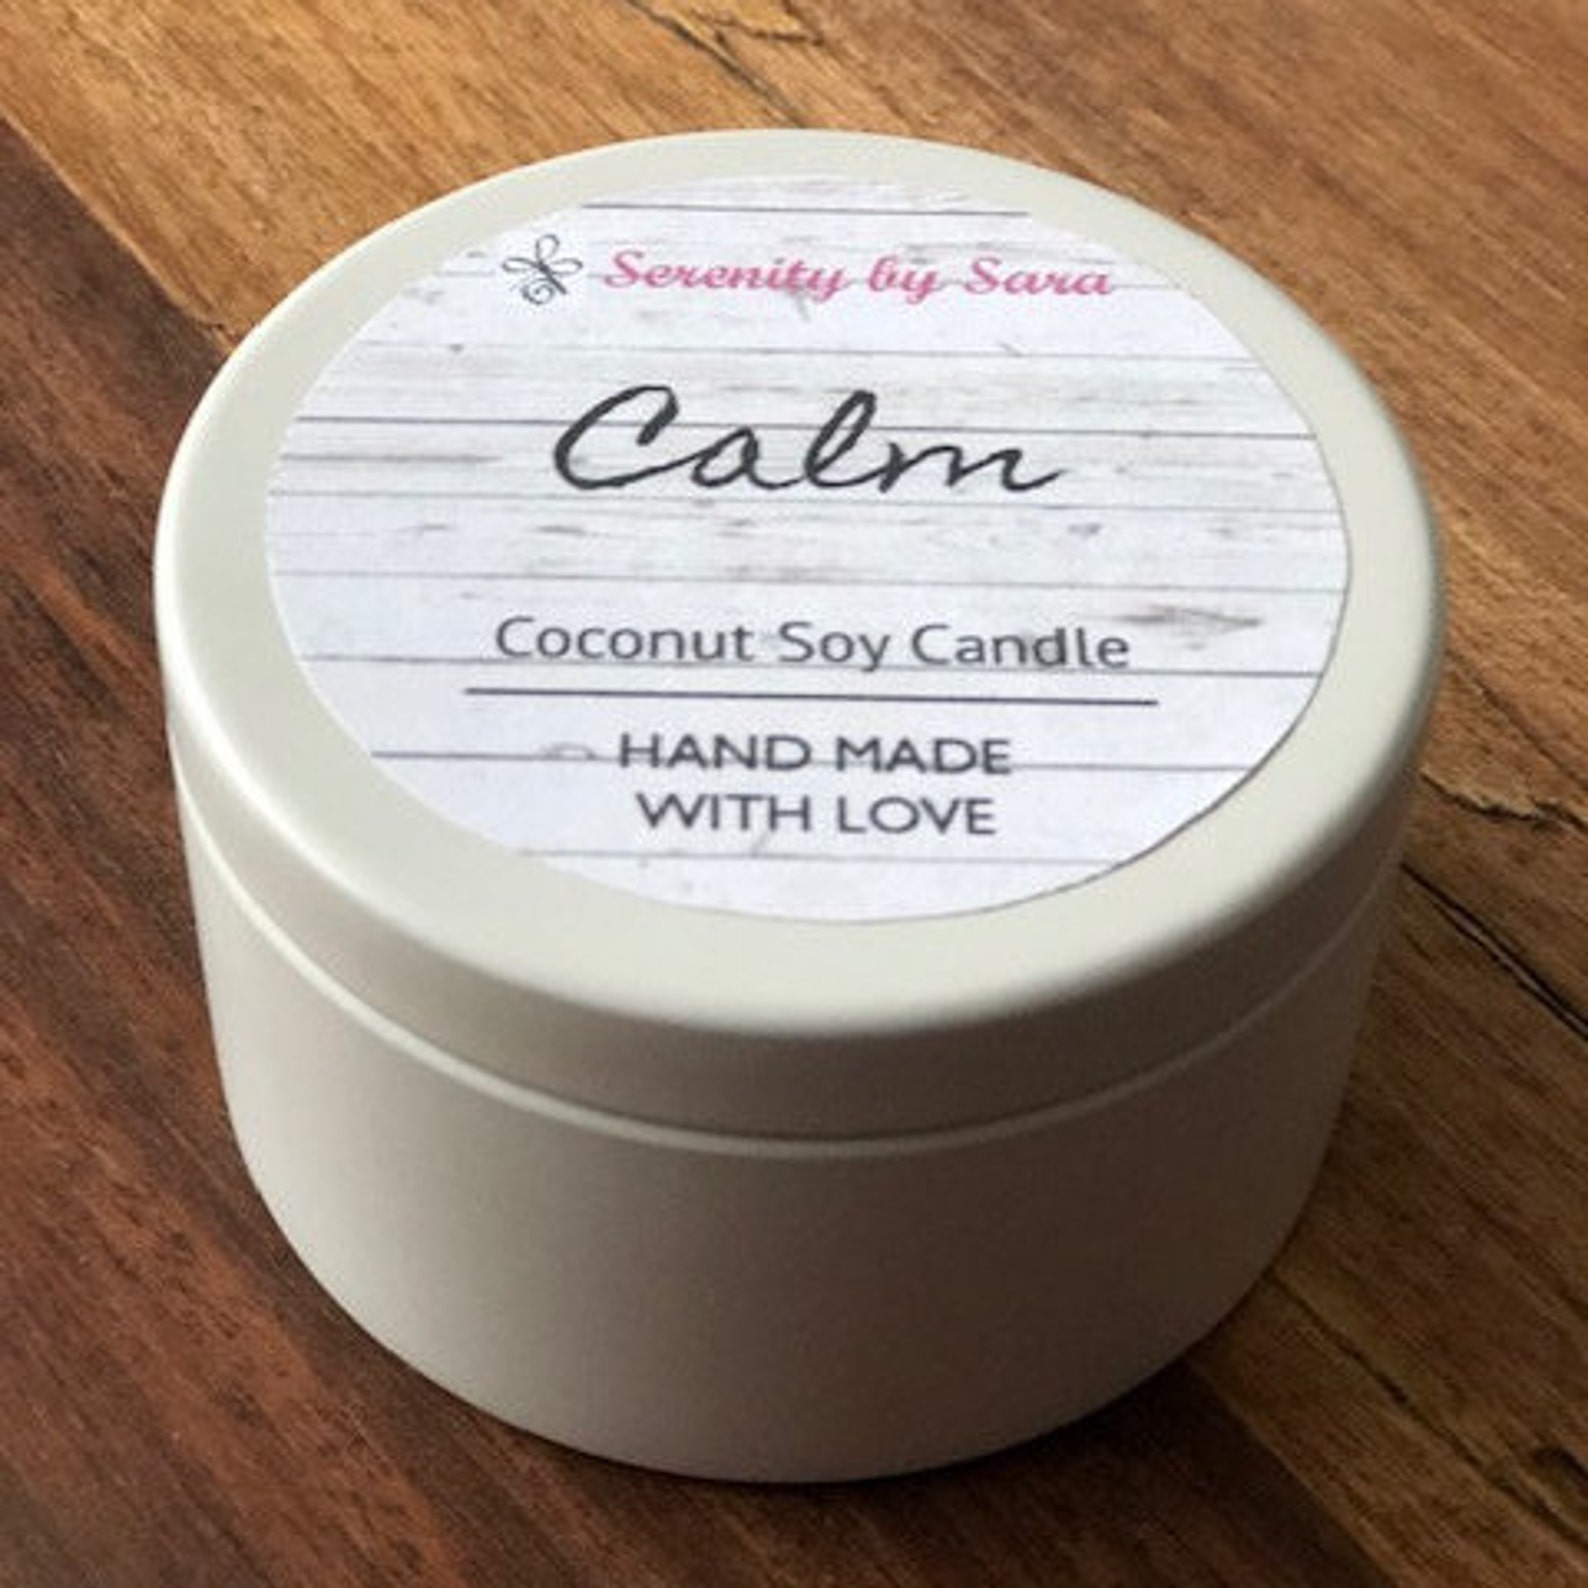 Serenity by Sara
Calm
Coconut Soy Candle
HAND MADE
WITH LOVE